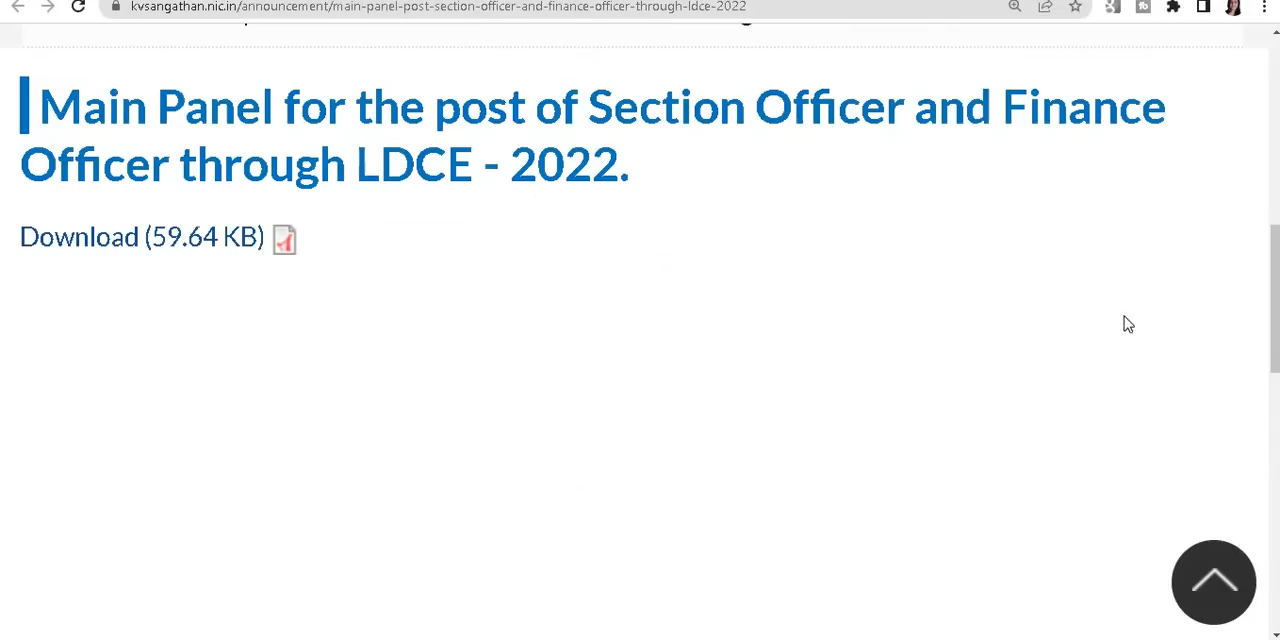 kvsangathan.nic.in/announcement/main-panel-post-section-officer-and-finance-officer-through-ldce-2022
Main Panel for the post of Section Officer and Finance
Officer through LDCE - 2022.
Download (59.64 KB)